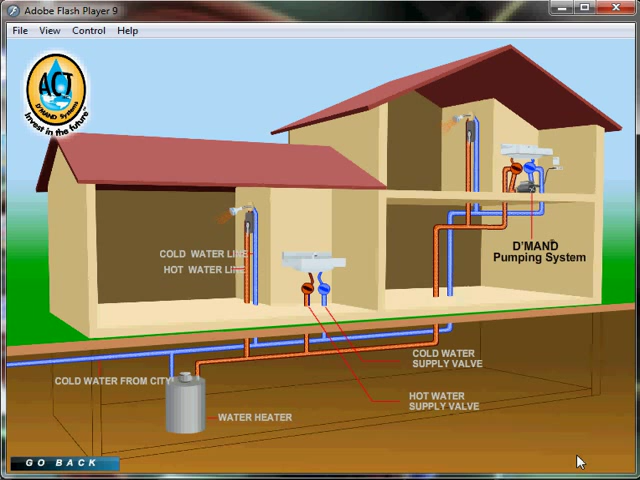 Adobe Flash Player 9
File View Control Help
ACT
D'MAND Systems
Invest in the future
COLD WATER LINE
HOT WATER LINE
D'MAND
Pumping System
COLD WATER
SUPPLY VALVE
COLD WATER FROM CITY
HOT WATER
SUPPLY VALVE
WATER HEATER
GO BACK